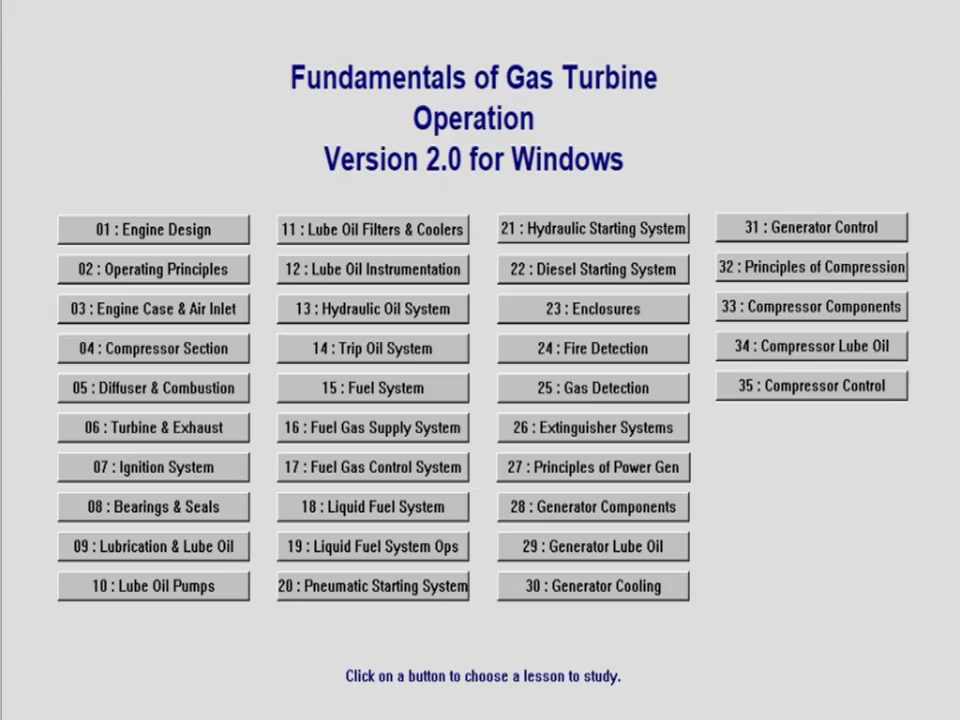 Fundamentals of Gas Turbine
Operation
Version 2.0 for Windows
01 : Engine Design
02 : Operating Principles
03 : Engine Case & Air Inlet
04 : Compressor Section
05 : Diffuser & Combustion
06 : Turbine & Exhaust
07 : Ignition System
08 : Bearings & Seals
09 : Lubrication & Lube Oil
10 : Lube Oil Pumps
11 : Lube Oil Filters & Coolers
12 : Lube Oil Instrumentation
13 : Hydraulic Oil System
14 : Trip Oil System
15 : Fuel System
16 : Fuel Gas Supply System
17 : Fuel Gas Control System
18 : Liquid Fuel System
19 : Liquid Fuel System Ops
20 : Pneumatic Starting System
21 : Hydraulic Starting System
22 : Diesel Starting System
23 : Enclosures
24 : Fire Detection
25 : Gas Detection
26 : Extinguisher Systems
27 : Principles of Power Gen
28 : Generator Components
29 : Generator Lube Oil
30 : Generator Cooling
31 : Generator Control
32 : Principles of Compression
33 : Compressor Components
34 : Compressor Lube Oil
35 : Compressor Control
Click on a button to choose a lesson to study.